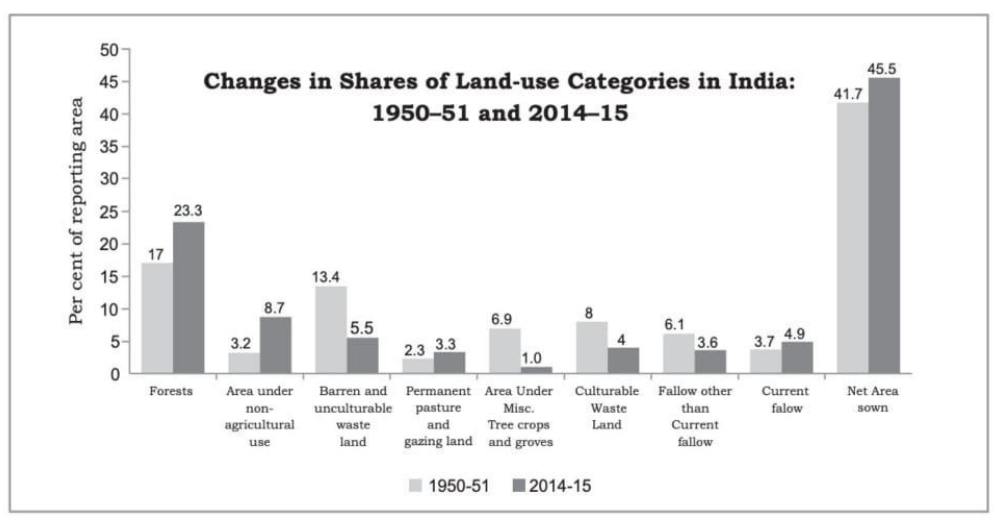 Changes in Shares of Land-use Categories in India:
1950–51 and 2014–15
Per cent of reporting area
50
45
40
35
30
25
20
15
10
5
0
17
23.3
3.2
8.7
13.4
5.5
2.3
3.3
6.9
1.0
8
4
6.1
3.6
3.7
4.9
41.7
45.5
Forests
Area under
non-
agricultural
use
Barren and
unculturable
waste
land
Permanent
pasture
and
gazing land
Area Under
Misc.
Tree crops
and groves
Culturable
Waste
Land
Fallow other
than
Current
fallow
Current
falow
Net Area
sown
1950-51
2014-15